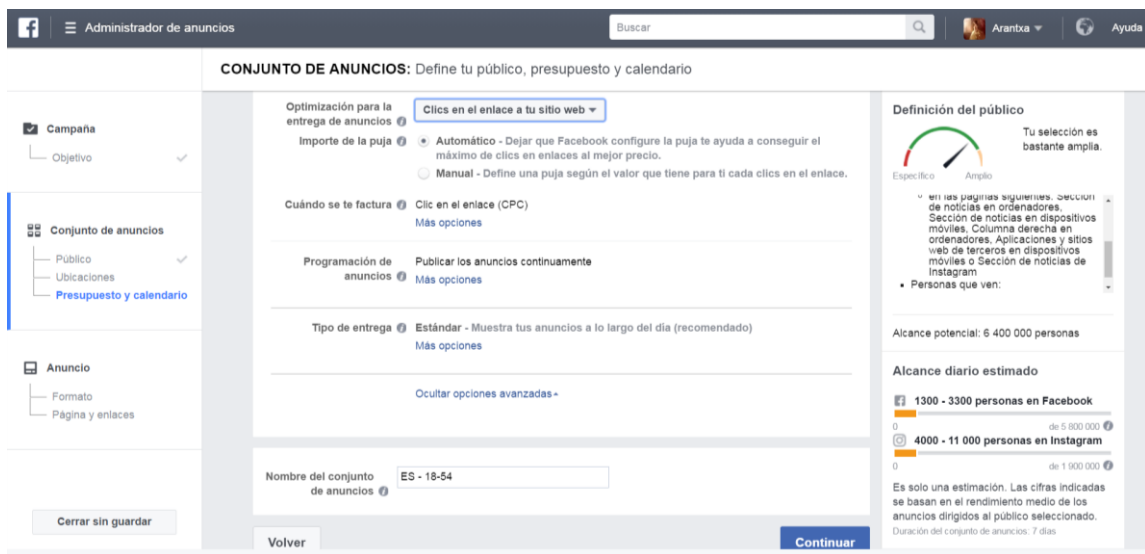 Administrador de anuncios
Buscar
Arantxa
Ayuda
CONJUNTO DE ANUNCIOS: Define tu público, presupuesto y calendario
Campaña
Objetivo
Conjunto de anuncios
Público
Ubicaciones
Presupuesto y calendario
Anuncio
Formato
Página y enlaces
Cerrar sin guardar
Optimización para la
entrega de anuncios
Clics en el enlace a tu sitio web
Importe de la puja
Automático - Dejar que Facebook configure la puja te ayuda a conseguir el
máximo de clics en enlaces al mejor precio.
Manual - Define una puja según el valor que tiene para ti cada clics en el enlace.
Cuándo se te factura
Clic en el enlace (CPC)
Más opciones
Programación de
anuncios
Publicar los anuncios continuamente
Más opciones
Tipo de entrega
Estándar - Muestra tus anuncios a lo largo del día (recomendado)
Más opciones
Ocultar opciones avanzadas
Nombre del conjunto
de anuncios
ES - 18-54
Volver
Continuar
Definición del público
Tu selección es
bastante amplia.
Específico
Amplio
en las páginas siguientes: Sección
de noticias en ordenadores,
Sección de noticias en dispositivos
móviles, Columna derecha en
ordenadores, Aplicaciones y sitios
web de terceros en dispositivos
móviles o Sección de noticias de
Instagram
Personas que ven:
Alcance potencial: 6 400 000 personas
Alcance diario estimado
1300 - 3300 personas en Facebook
0
de 5 800 000
4000 - 11 000 personas en Instagram
0
de 1 900 000
Es solo una estimación. Las cifras indicadas
se basan en el rendimiento medio de los
anuncios dirigidos al público seleccionado.
Duración del conjunto de anuncios: 7 días